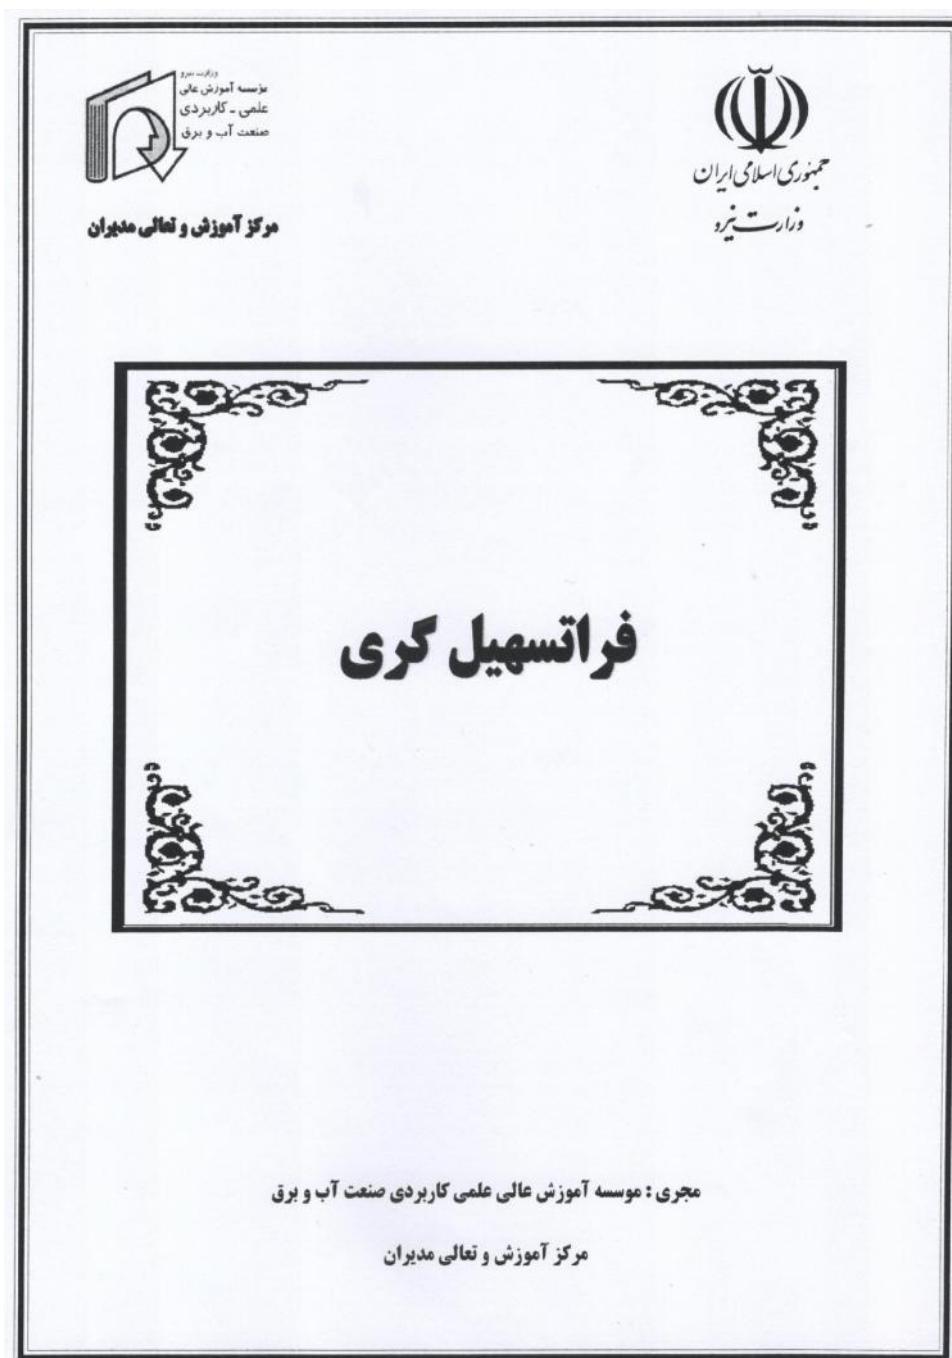 جمهوری اسلامی ایران
وزارت نیرو
وزارت نیرو
مؤسسه آموزش عالی
علمی ـ کاربردی
صنعت آب و برق
مرکز آموزش و تعالی مدیران
فراتسهیل گری
مجری : موسسه آموزش عالی علمی کاربردی صنعت آب و برق
مرکز آموزش و تعالی مدیران